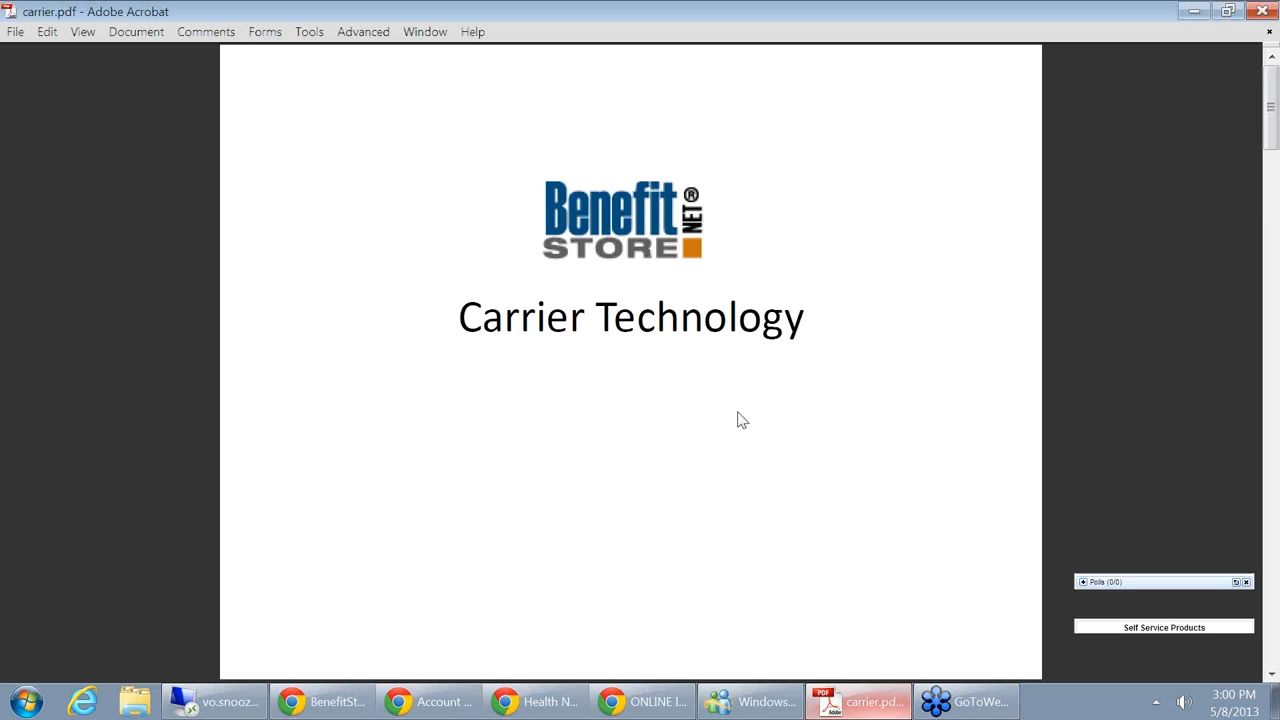 carrier.pdf - Adobe Acrobat
File Edit View Document Comments Forms Tools Advanced Window Help
Benefit
STORE
NET®
Carrier Technology
Polls (0/0)
Self Service Products
vo.snooz...
BenefitSt...
Account ...
Health N...
ONLINE I...
Windows...
carrier.pd...
GoToWe...
3:00 PM
5/8/2013